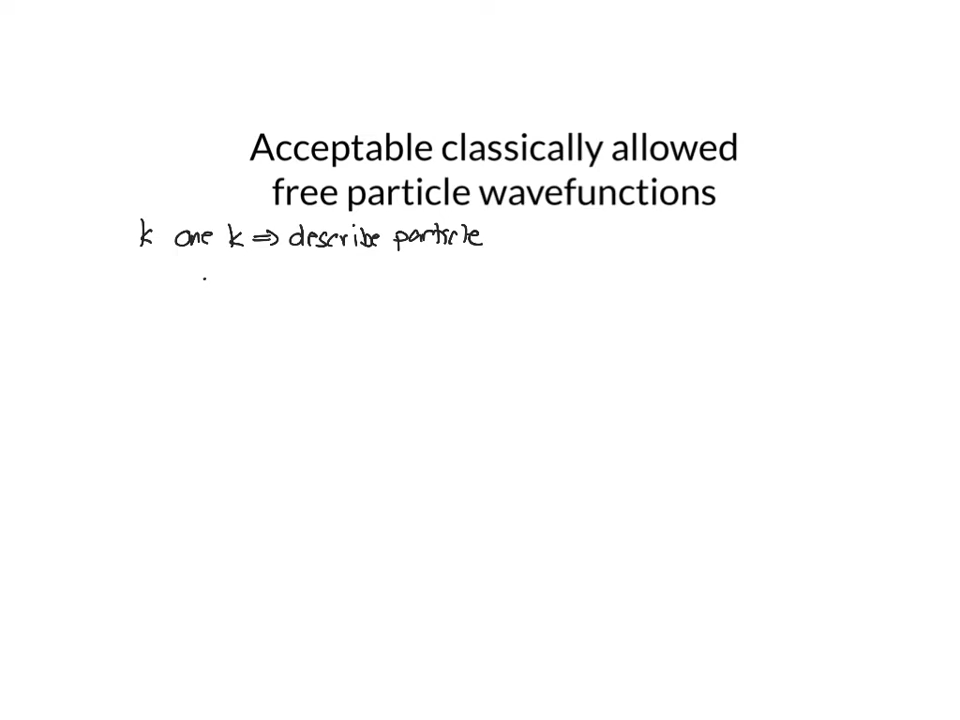 Acceptable classically allowed
free particle wavefunctions
k one k ⇒ describe particle